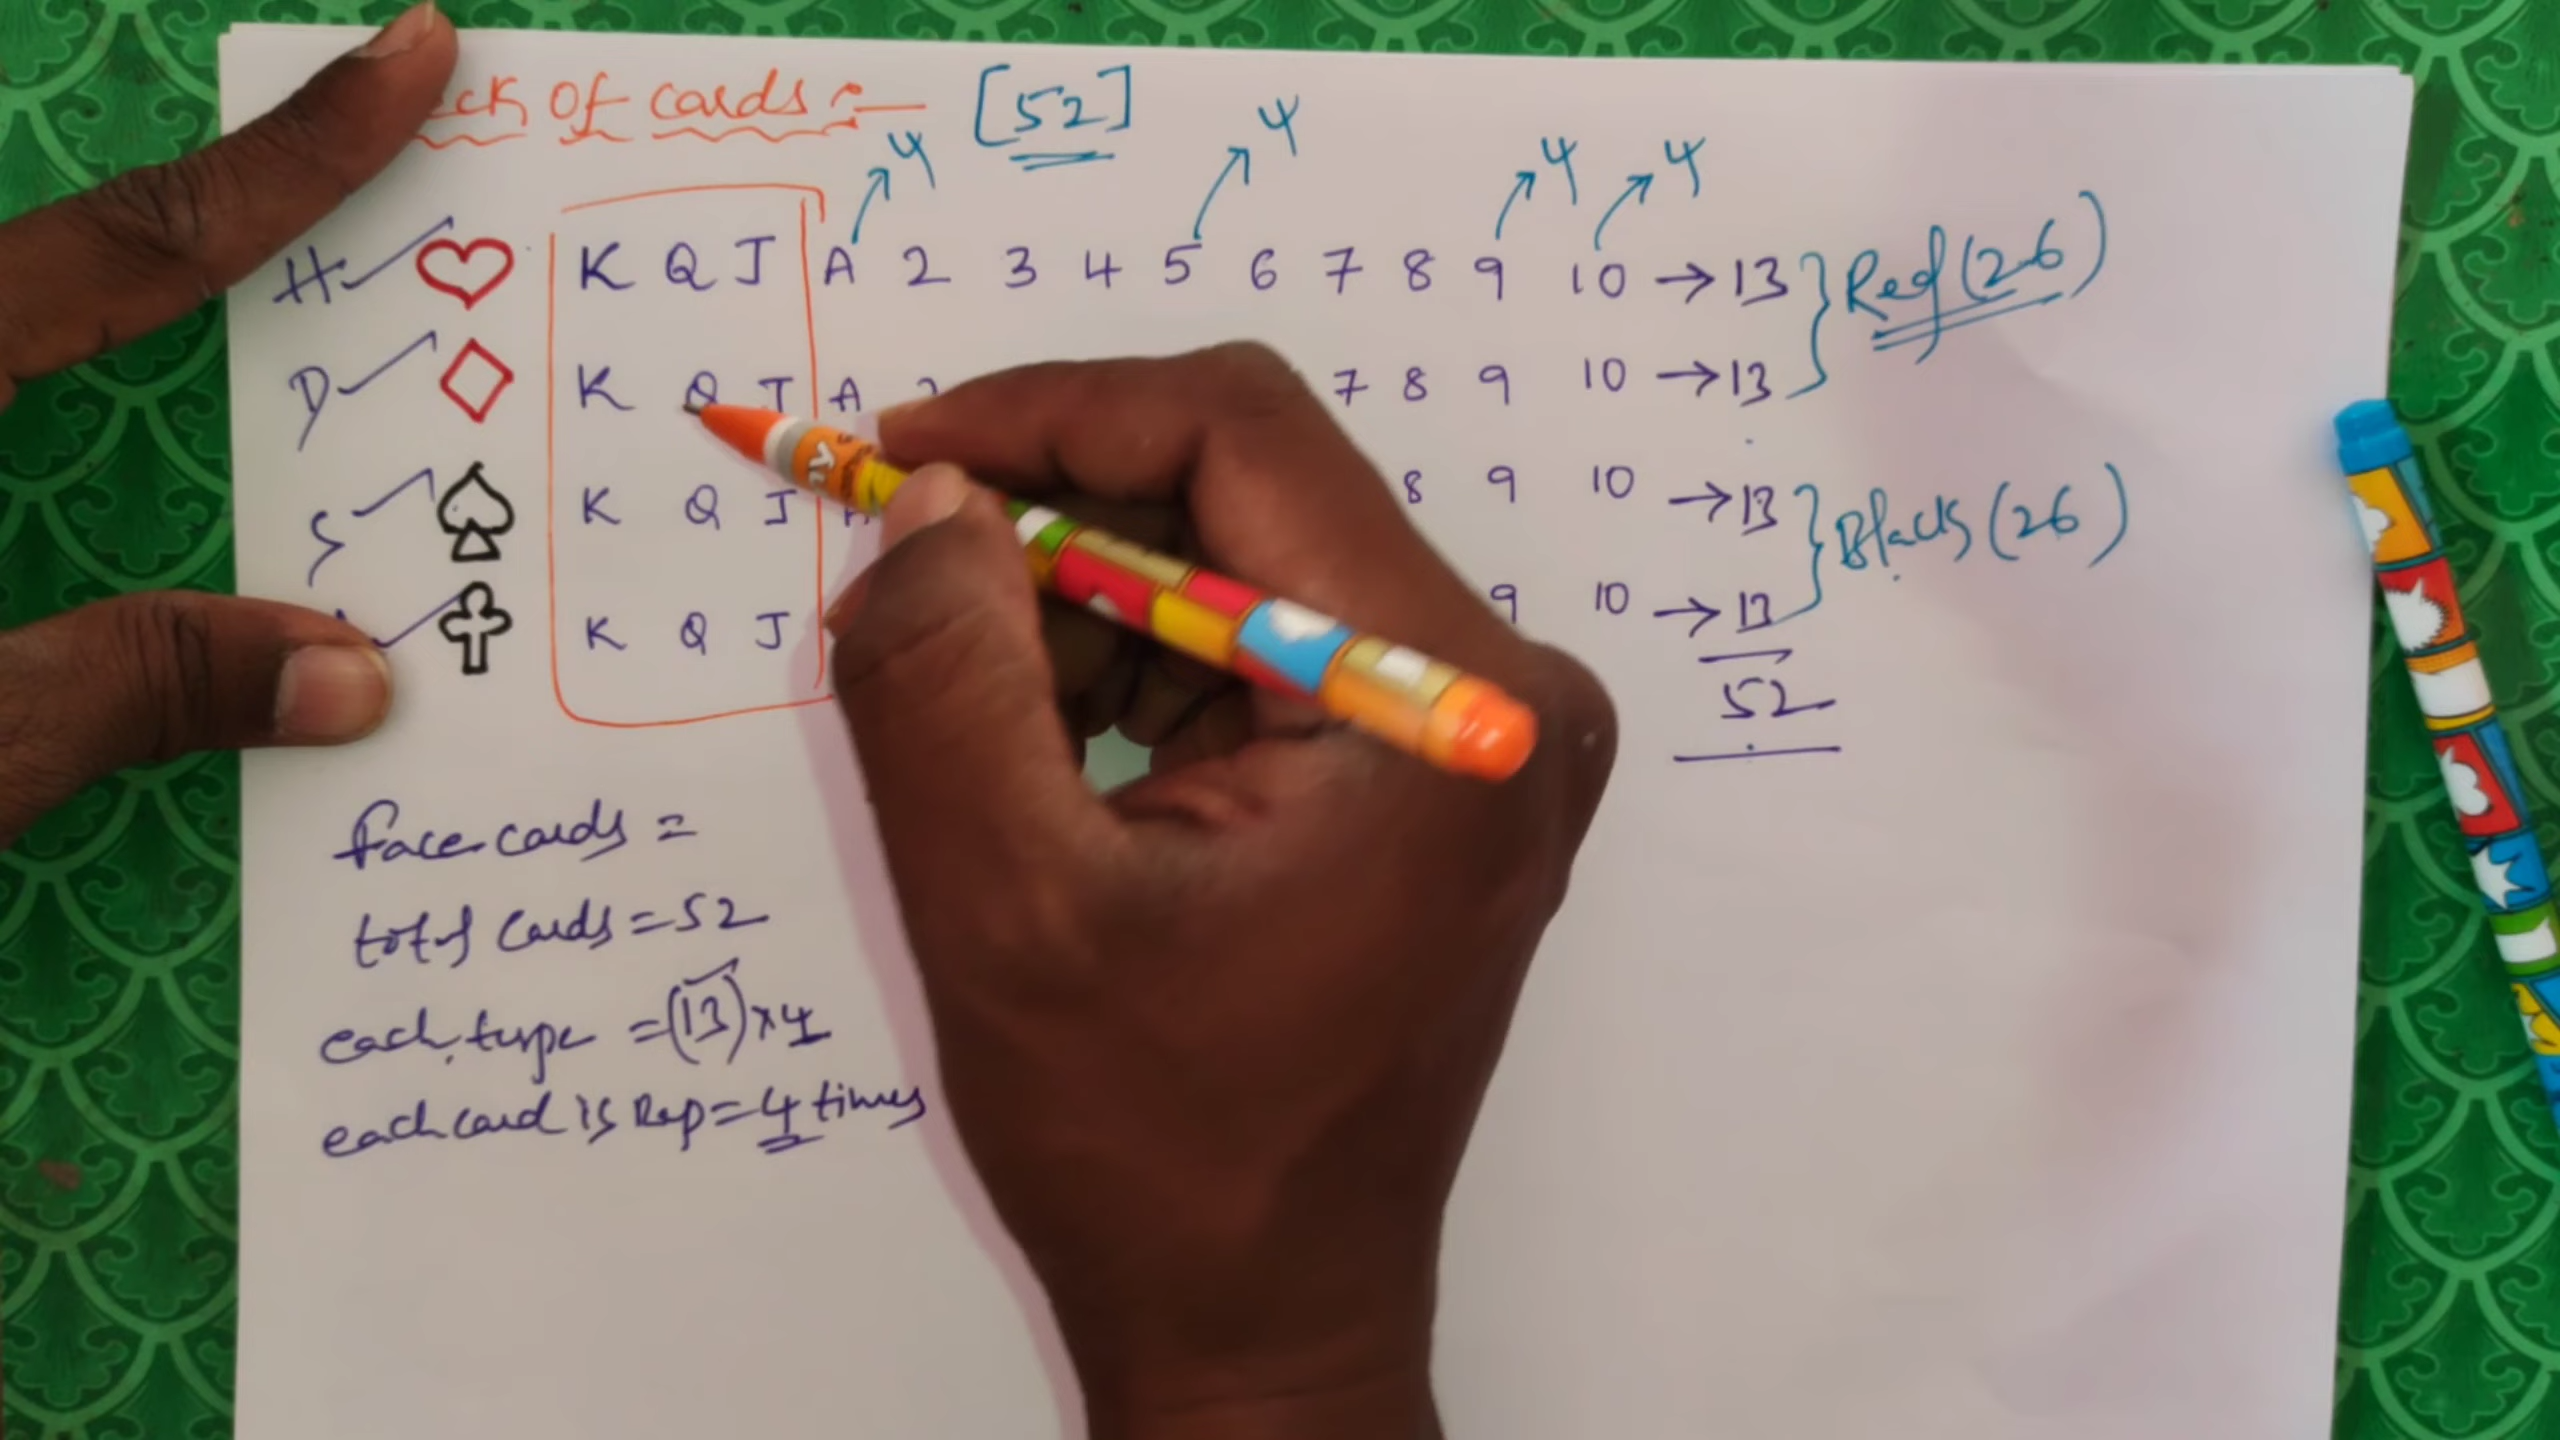 of cards :- [52]
4 4 4 4
H K Q J A 2 3 4 5 6 7 8 9 10 → 13 } Red (26)
D K Q J A 7 8 9 10 → 13
S K Q J 8 9 10 → 13 } Black (26)
K Q J 9 10 → 13
52
face cards =
total cards = 52
each type = (13) × 4
each card is Rep = 4 times